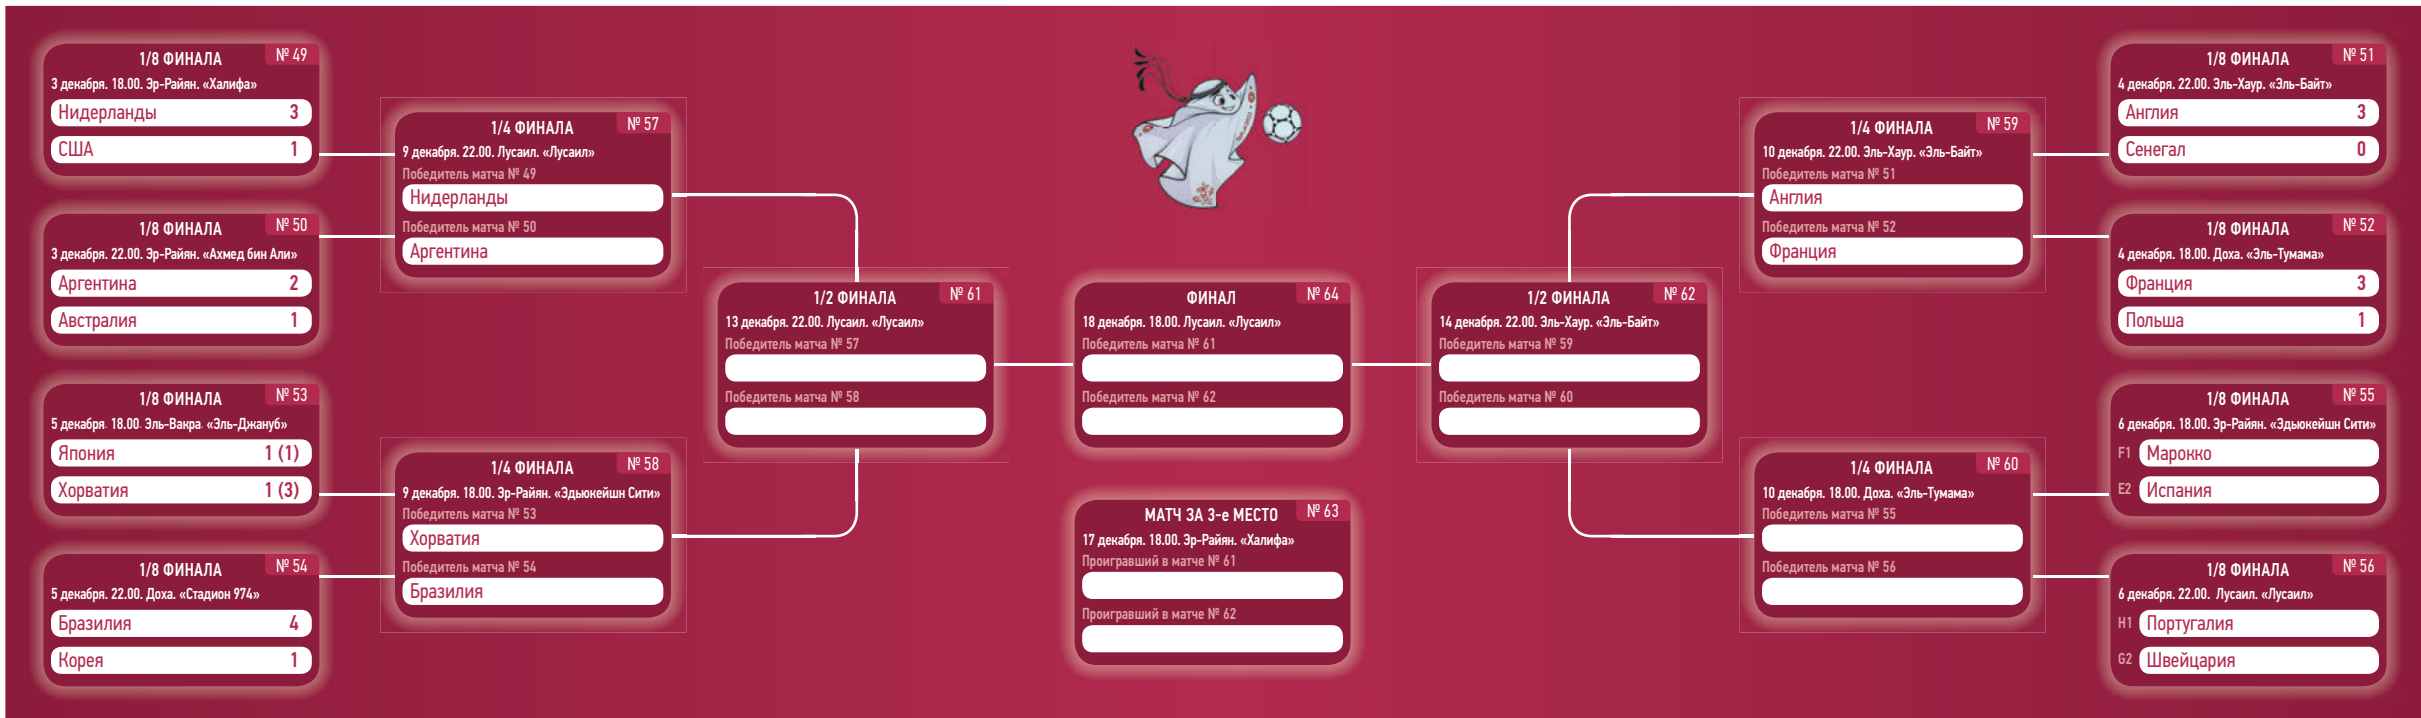 1/8 ФИНАЛА № 49
3 декабря. 18.00. Эр-Райян. «Халифа»
Нидерланды 3
США 1
1/8 ФИНАЛА № 50
3 декабря. 22.00. Эр-Райян. «Ахмед бин Али»
Аргентина 2
Австралия 1
1/8 ФИНАЛА № 53
5 декабря. 18.00. Эль-Вакра. «Эль-Джануб»
Япония 1 (1)
Хорватия 1 (3)
1/8 ФИНАЛА № 54
5 декабря. 22.00. Доха. «Стадион 974»
Бразилия 4
Корея 1
1/4 ФИНАЛА № 57
9 декабря. 22.00. Лусаил. «Лусаил»
Победитель матча № 49
Нидерланды
Победитель матча № 50
Аргентина
1/4 ФИНАЛА № 58
9 декабря. 18.00. Эр-Райян. «Эдьюкейшн Сити»
Победитель матча № 53
Хорватия
Победитель матча № 54
Бразилия
1/2 ФИНАЛА № 61
13 декабря. 22.00. Лусаил. «Лусаил»
Победитель матча № 57
Победитель матча № 58
ФИНАЛ № 64
18 декабря. 18.00. Лусаил. «Лусаил»
Победитель матча № 61
Победитель матча № 62
МАТЧ ЗА 3-е МЕСТО № 63
17 декабря. 18.00. Эр-Райян. «Халифа»
Проигравший в матче № 61
Проигравший в матче № 62
1/2 ФИНАЛА № 62
14 декабря. 22.00. Эль-Хаур. «Эль-Байт»
Победитель матча № 59
Победитель матча № 60
1/4 ФИНАЛА № 59
10 декабря. 22.00. Эль-Хаур. «Эль-Байт»
Победитель матча № 51
Англия
Победитель матча № 52
Франция
1/4 ФИНАЛА № 60
10 декабря. 18.00. Доха. «Эль-Тумама»
Победитель матча № 55
Победитель матча № 56
1/8 ФИНАЛА № 51
4 декабря. 22.00. Эль-Хаур. «Эль-Байт»
Англия 3
Сенегал 0
1/8 ФИНАЛА № 52
4 декабря. 18.00. Доха. «Эль-Тумама»
Франция 3
Польша 1
1/8 ФИНАЛА № 55
6 декабря. 18.00. Эр-Райян. «Эдьюкейшн Сити»
F1 Марокко
E2 Испания
1/8 ФИНАЛА № 56
6 декабря. 22.00. Лусаил. «Лусаил»
H1 Португалия
G2 Швейцария